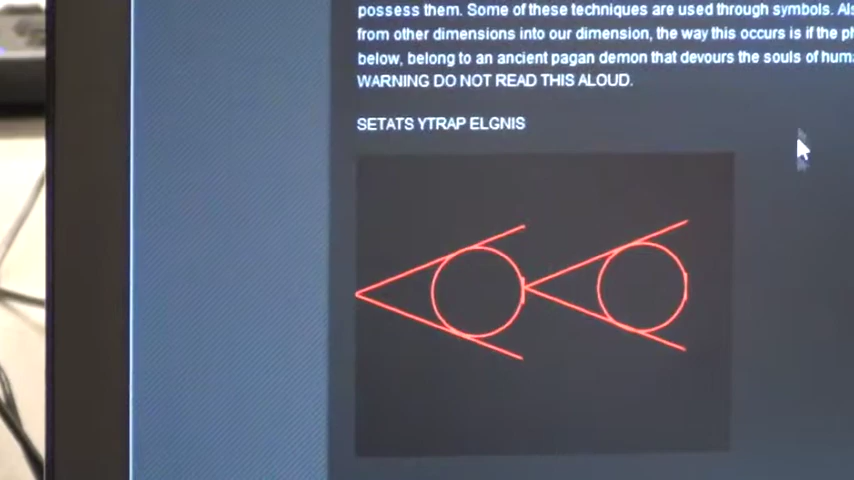 possess them. Some of these techniques are used through symbols.
from other dimensions into our dimension, the way this occurs is if the
below, belong to an ancient pagan demon that devours the souls of
WARNING DO NOT READ THIS ALOUD.
SETATS YTRAP ELGNIS